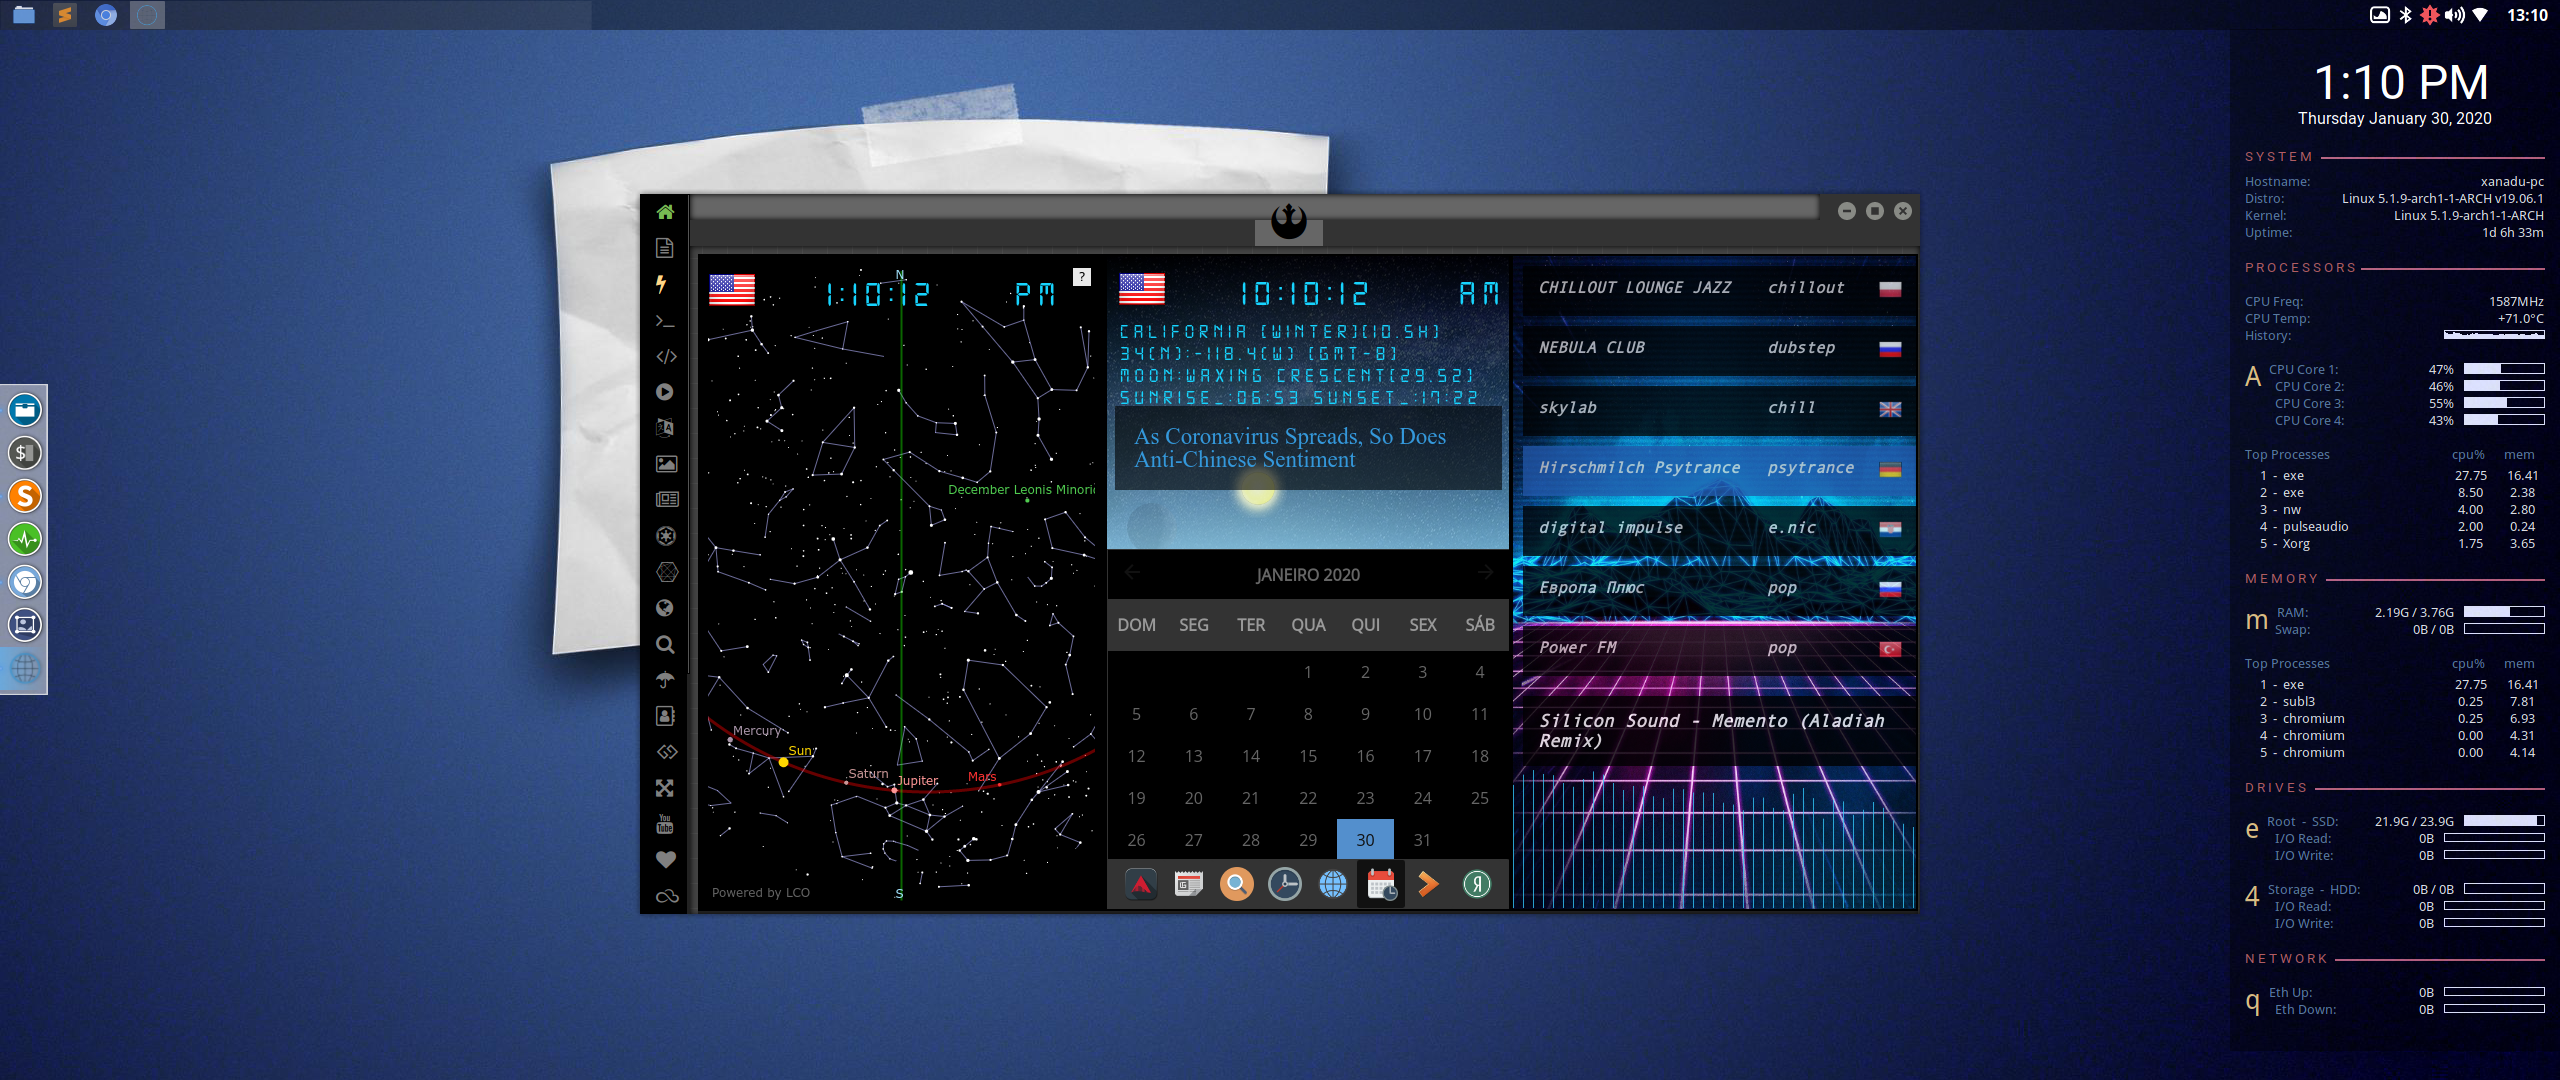 13:10
1:10 PM
Thursday January 30, 2020
SYSTEM
Hostname: xanadu-pc
Distro: Linux 5.1.9-arch1-1-ARCH v19.06.1
Kernel: Linux 5.1.9-arch1-1-ARCH
Uptime: 1d 6h 33m
PROCESSORS
CPU Freq: 1587MHz
CPU Temp: +71.0°C
History:
A CPU Core 1: 47%
CPU Core 2: 46%
CPU Core 3: 55%
CPU Core 4: 43%
Top Processes cpu% mem
1 - exe 27.75 16.41
2 - exe 8.50 2.38
3 - nw 4.00 2.80
4 - pulseaudio 2.00 0.24
5 - Xorg 1.75 3.65
MEMORY
m RAM: 2.19G / 3.76G
Swap: 0B / 0B
Top Processes cpu% mem
1 - exe 27.75 16.41
2 - subl3 0.25 7.81
3 - chromium 0.25 6.93
4 - chromium 0.00 4.31
5 - chromium 0.00 4.14
DRIVES
e Root - SSD: 21.9G / 23.9G
I/O Read: 0B
I/O Write: 0B
4 Storage - HDD: 0B / 0B
I/O Read: 0B
I/O Write: 0B
NETWORK
q Eth Up: 0B
Eth Down: 0B
N
1:10:12 PM
?
December Leonis Minori
Mercury
Sun
Saturn
Jupiter
Mars
Powered by LCO
S
10:10:12 AM
CALIFORNIA [WINTER][10.5H]
34(N):-118.4(W) [GMT-8]
MOON:WAXING CRESCENT[29.52]
SUNRISE_:06:53 SUNSET_:17:22
As Coronavirus Spreads, So Does
Anti-Chinese Sentiment
JANEIRO 2020
DOM SEG TER QUA QUI SEX SÁB
1 2 3 4
5 6 7 8 9 10 11
12 13 14 15 16 17 18
19 20 21 22 23 24 25
26 27 28 29 30 31
CHILLOUT LOUNGE JAZZ chillout
NEBULA CLUB dubstep
skylab chill
Hirschmilch Psytrance psytrance
digital impulse e.nic
Европа Плюс pop
Power FM pop
Silicon Sound - Memento (Aladiah
Remix)
You
Tube